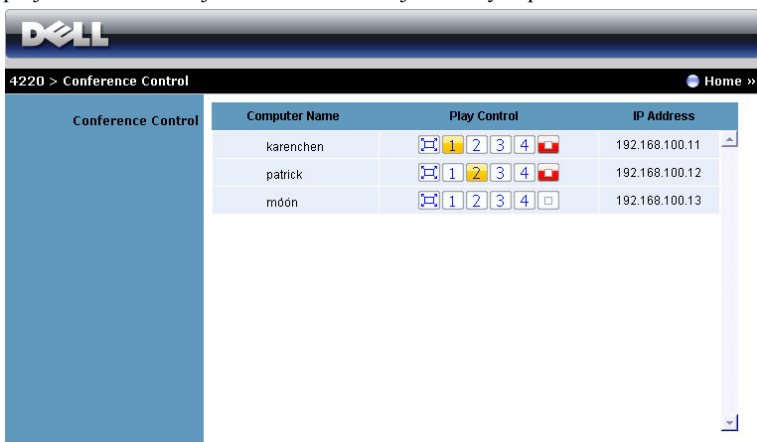 DELL
4220 > Conference Control Home »
Conference Control
Computer Name Play Control IP Address
karenchen 1 2 3 4 192.168.100.11
patrick 1 2 3 4 192.168.100.12
móón 1 2 3 4 192.168.100.13